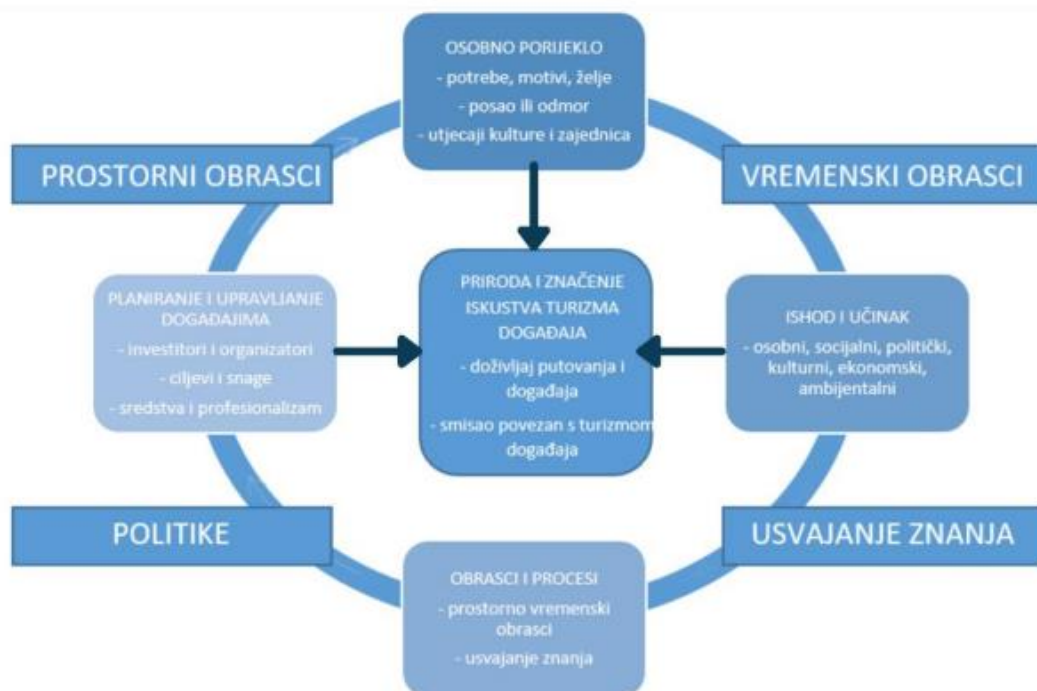 OSOBNO PORIJEKLO
- potrebe, motivi, želje
- posao ili odmor
- utjecaji kulture i zajednica
PROSTORNI OBRASCI
VREMENSKI OBRASCI
PLANIRANJE I UPRAVLJANJE
DOGAĐAJIMA
- investitori i organizatori
- ciljevi i snage
- sredstva i profesionalizam
PRIRODA I ZNAČENJE
ISKUSTVA TURIZMA
DOGAĐAJA
- doživljaj putovanja i
događaja
- smisao povezan s turizmom
događaja
ISHOD I UČINAK
- osobni, socijalni, politički,
kulturni, ekonomski,
ambijentalni
POLITIKE
USVAJANJE ZNANJA
OBRASCI I PROCESI
- prostorno vremenski
obrasci
- usvajanje znanja